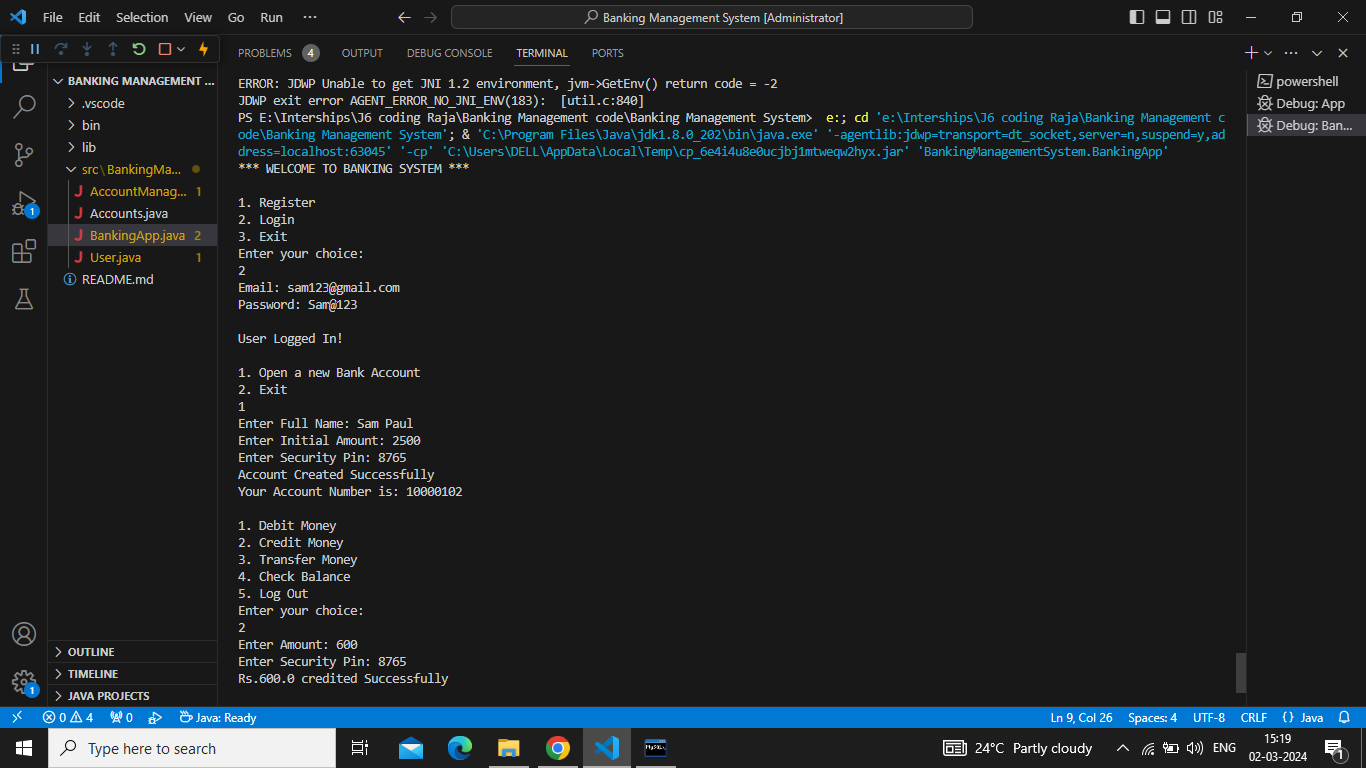 File Edit Selection View Go Run ··· Banking Management System [Administrator]
PROBLEMS 4 OUTPUT DEBUG CONSOLE TERMINAL PORTS
BANKING MANAGEMENT ...
.vscode
bin
lib
src\BankingMa...
AccountManag... 1
Accounts.java
BankingApp.java 2
User.java 1
README.md
OUTLINE
TIMELINE
JAVA PROJECTS
1
1
ERROR: JDWP Unable to get JNI 1.2 environment, jvm->GetEnv() return code = -2
JDWP exit error AGENT_ERROR_NO_JNI_ENV(183):  [util.c:840]
PS E:\Interships\J6 coding Raja\Banking Management code\Banking Management System>  e:; cd 'e:\Interships\J6 coding Raja\Banking Management c
ode\Banking Management System'; & 'C:\Program Files\Java\jdk1.8.0_202\bin\java.exe' '-agentlib:jdwp=transport=dt_socket,server=n,suspend=y,ad
dress=localhost:63045' '-cp' 'C:\Users\DELL\AppData\Local\Temp\cp_6e4i4u8e0ucjbj1mtweqw2hyx.jar' 'BankingManagementSystem.BankingApp'
*** WELCOME TO BANKING SYSTEM ***
1. Register
2. Login
3. Exit
Enter your choice:
2
Email: sam123@gmail.com
Password: Sam@123
User Logged In!
1. Open a new Bank Account
2. Exit
1
Enter Full Name: Sam Paul
Enter Initial Amount: 2500
Enter Security Pin: 8765
Account Created Successfully
Your Account Number is: 10000102
1. Debit Money
2. Credit Money
3. Transfer Money
4. Check Balance
5. Log Out
Enter your choice:
2
Enter Amount: 600
Enter Security Pin: 8765
Rs.600.0 credited Successfully
powershell
Debug: App
Debug: Ban...
0 4 0 Java: Ready Ln 9, Col 26 Spaces: 4 UTF-8 CRLF {} Java
Type here to search MySQL 24°C Partly cloudy ENG 15:19
02-03-2024 1